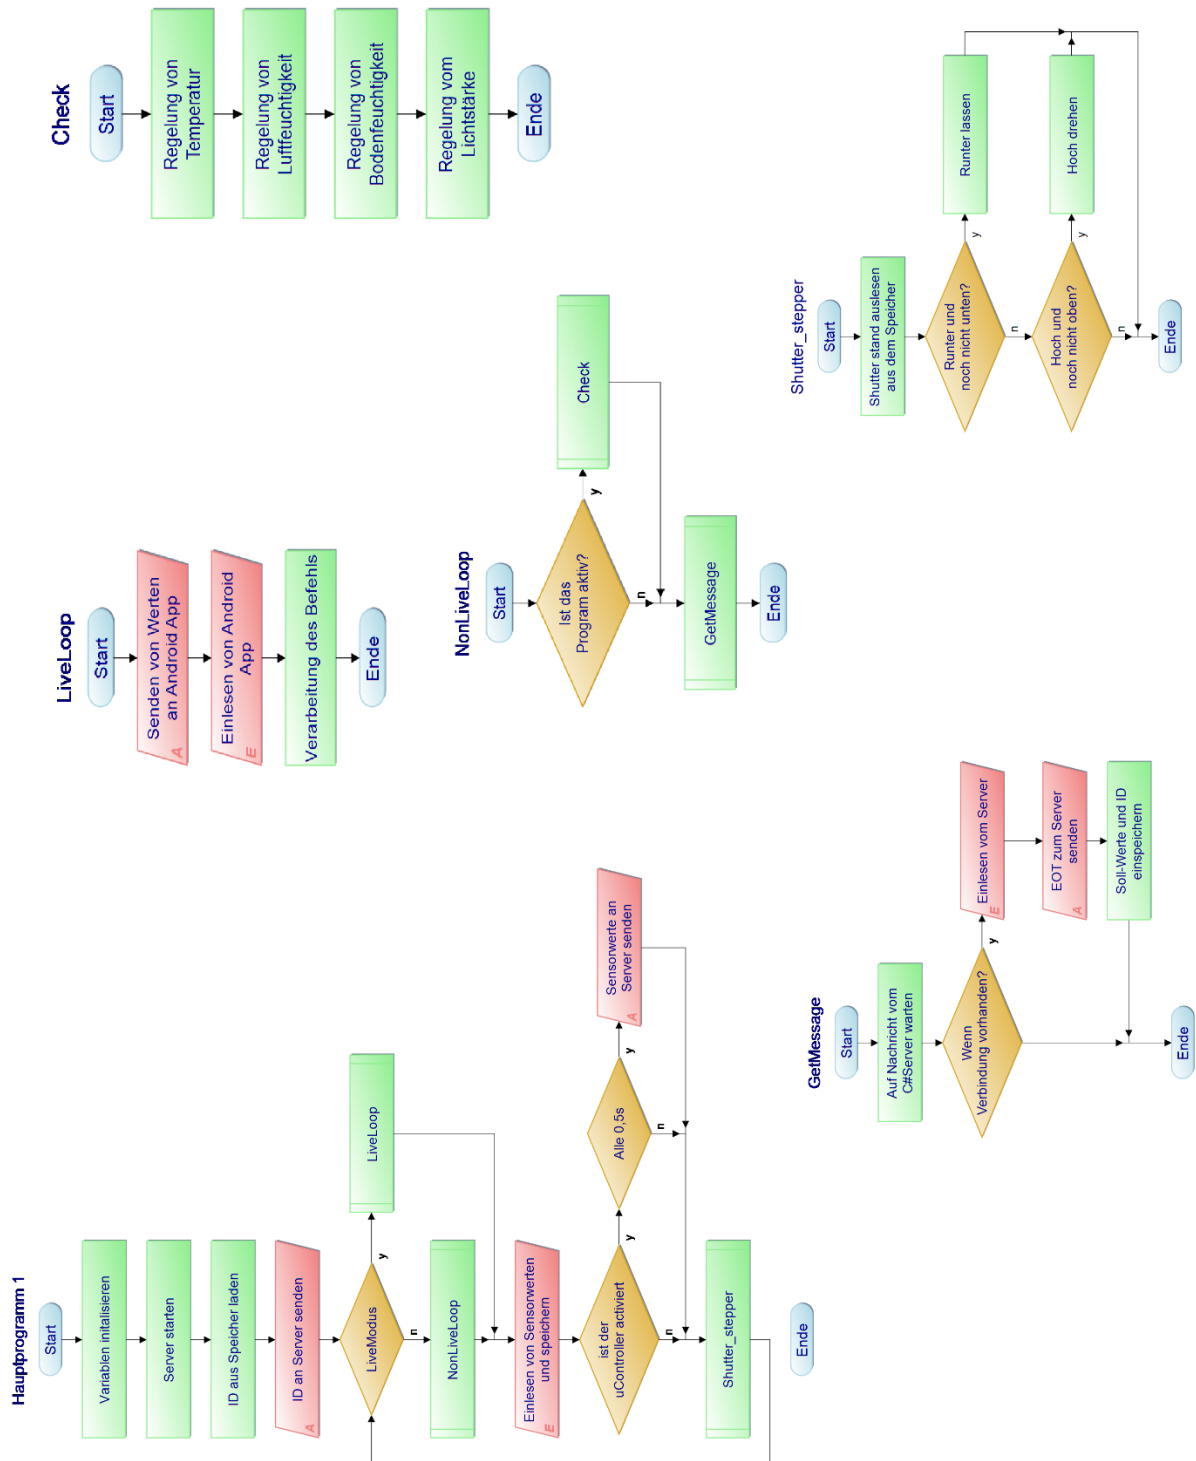 Hauptprogramm 1
Start
Variablen initalisieren
Server starten
ID aus Speicher laden
ID an Server senden
A
LiveModus
y
n
LiveLoop
NonLiveLoop
Einlesen von Sensorwerten
und speichern
E
ist der
uController activiert
y
n
Alle 0,5s
y
n
Sensorwerte an
Server senden
A
Shutter_stepper
Ende
LiveLoop
Start
Senden von Werten
an Android App
A
Einlesen von Android
App
E
Verarbeitung des Befehls
Ende
Check
Start
Regelung von
Temperatur
Regelung von
Luftfeuchtigkeit
Regelung von
Bodenfeuchtigkeit
Regelung vom
Lichtstärke
Ende
NonLiveLoop
Start
Ist das
Program aktiv?
y
n
Check
GetMessage
Ende
GetMessage
Start
Auf Nachricht vom
C#Server warten
Wenn
Verbindung vorhanden?
y
Einlesen vom Server
E
EOT zum Server
senden
A
Soll-Werte und ID
einspeichern
Ende
Shutter_stepper
Start
Shutter stand auslesen
aus dem Speicher
Runter und
noch nicht unten?
y
n
Runter lassen
Hoch und
noch nicht oben?
y
n
Hoch drehen
Ende